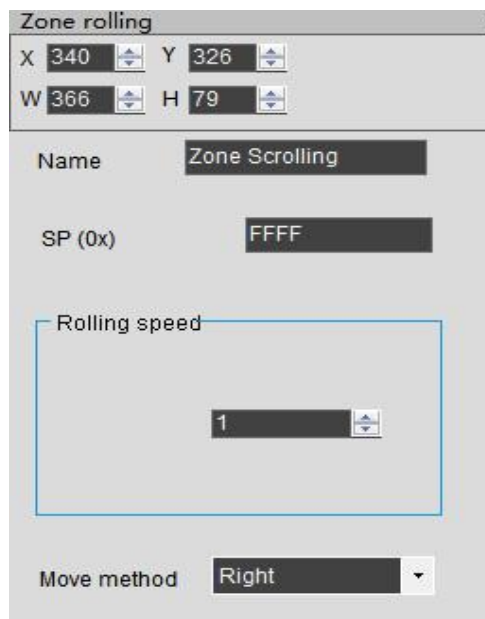 Zone rolling
X 340 Y 326
W 366 H 79
Name Zone Scrolling
SP (0x) FFFF
Rolling speed
1
Move method Right